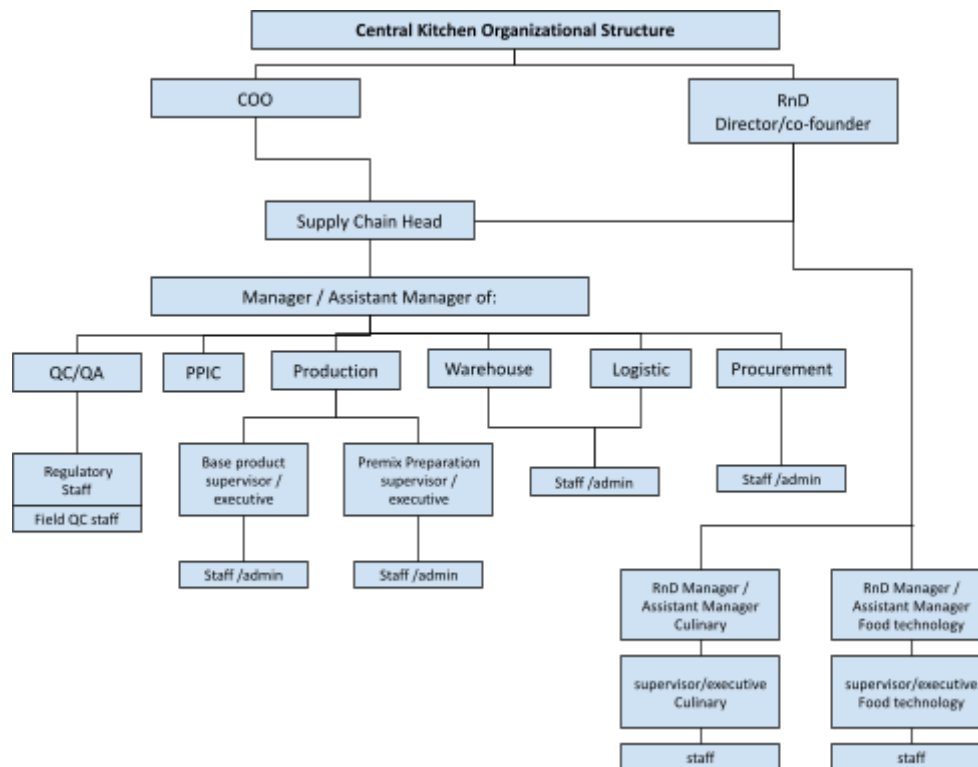 Central Kitchen Organizational Structure
COO
RnD
Director/co-founder
Supply Chain Head
Manager / Assistant Manager of:
QC/QA
PPIC
Production
Warehouse
Logistic
Procurement
Regulatory
Staff
Field QC staff
Base product
supervisor /
executive
Premix Preparation
supervisor /
executive
Staff /admin
Staff /admin
Staff /admin
Staff /admin
RnD Manager /
Assistant Manager
Culinary
RnD Manager /
Assistant Manager
Food technology
supervisor/executive
Culinary
supervisor/executive
Food technology
staff
staff